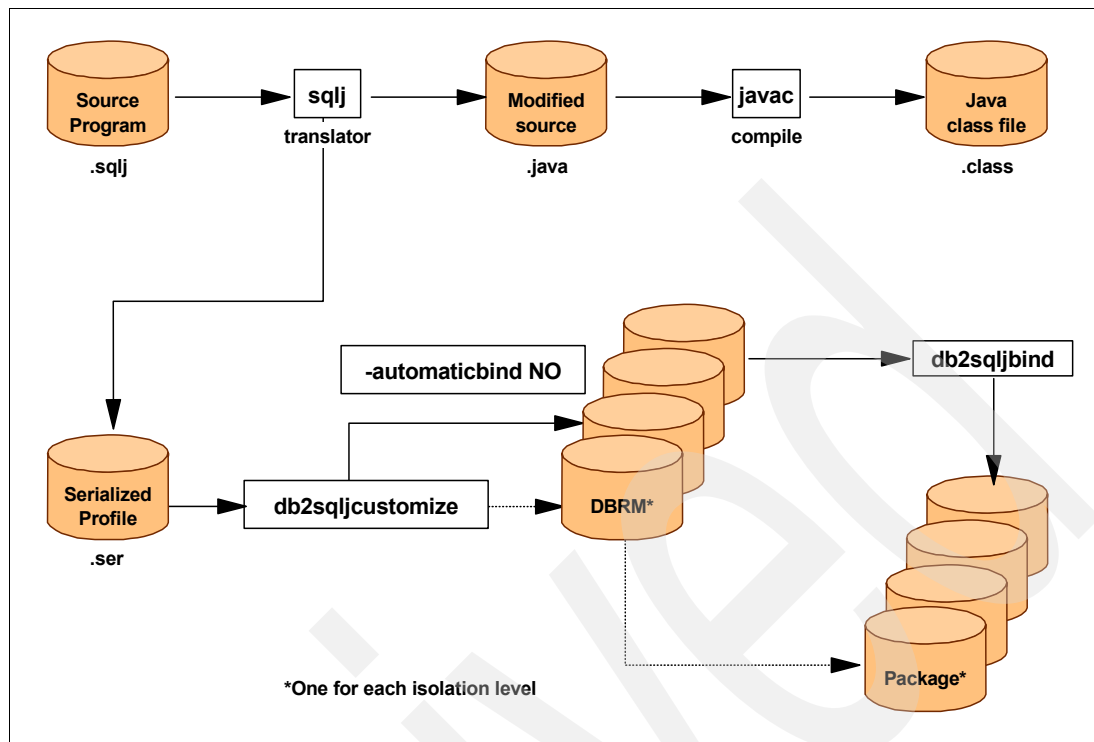 Source
Program
.sqlj
sqlj
translator
Modified
source
.java
javac
compile
Java
class file
.class
-automaticbind NO
db2sqljbind
Serialized
Profile
.ser
db2sqljcustomize
DBRM*
Package*
*One for each isolation level